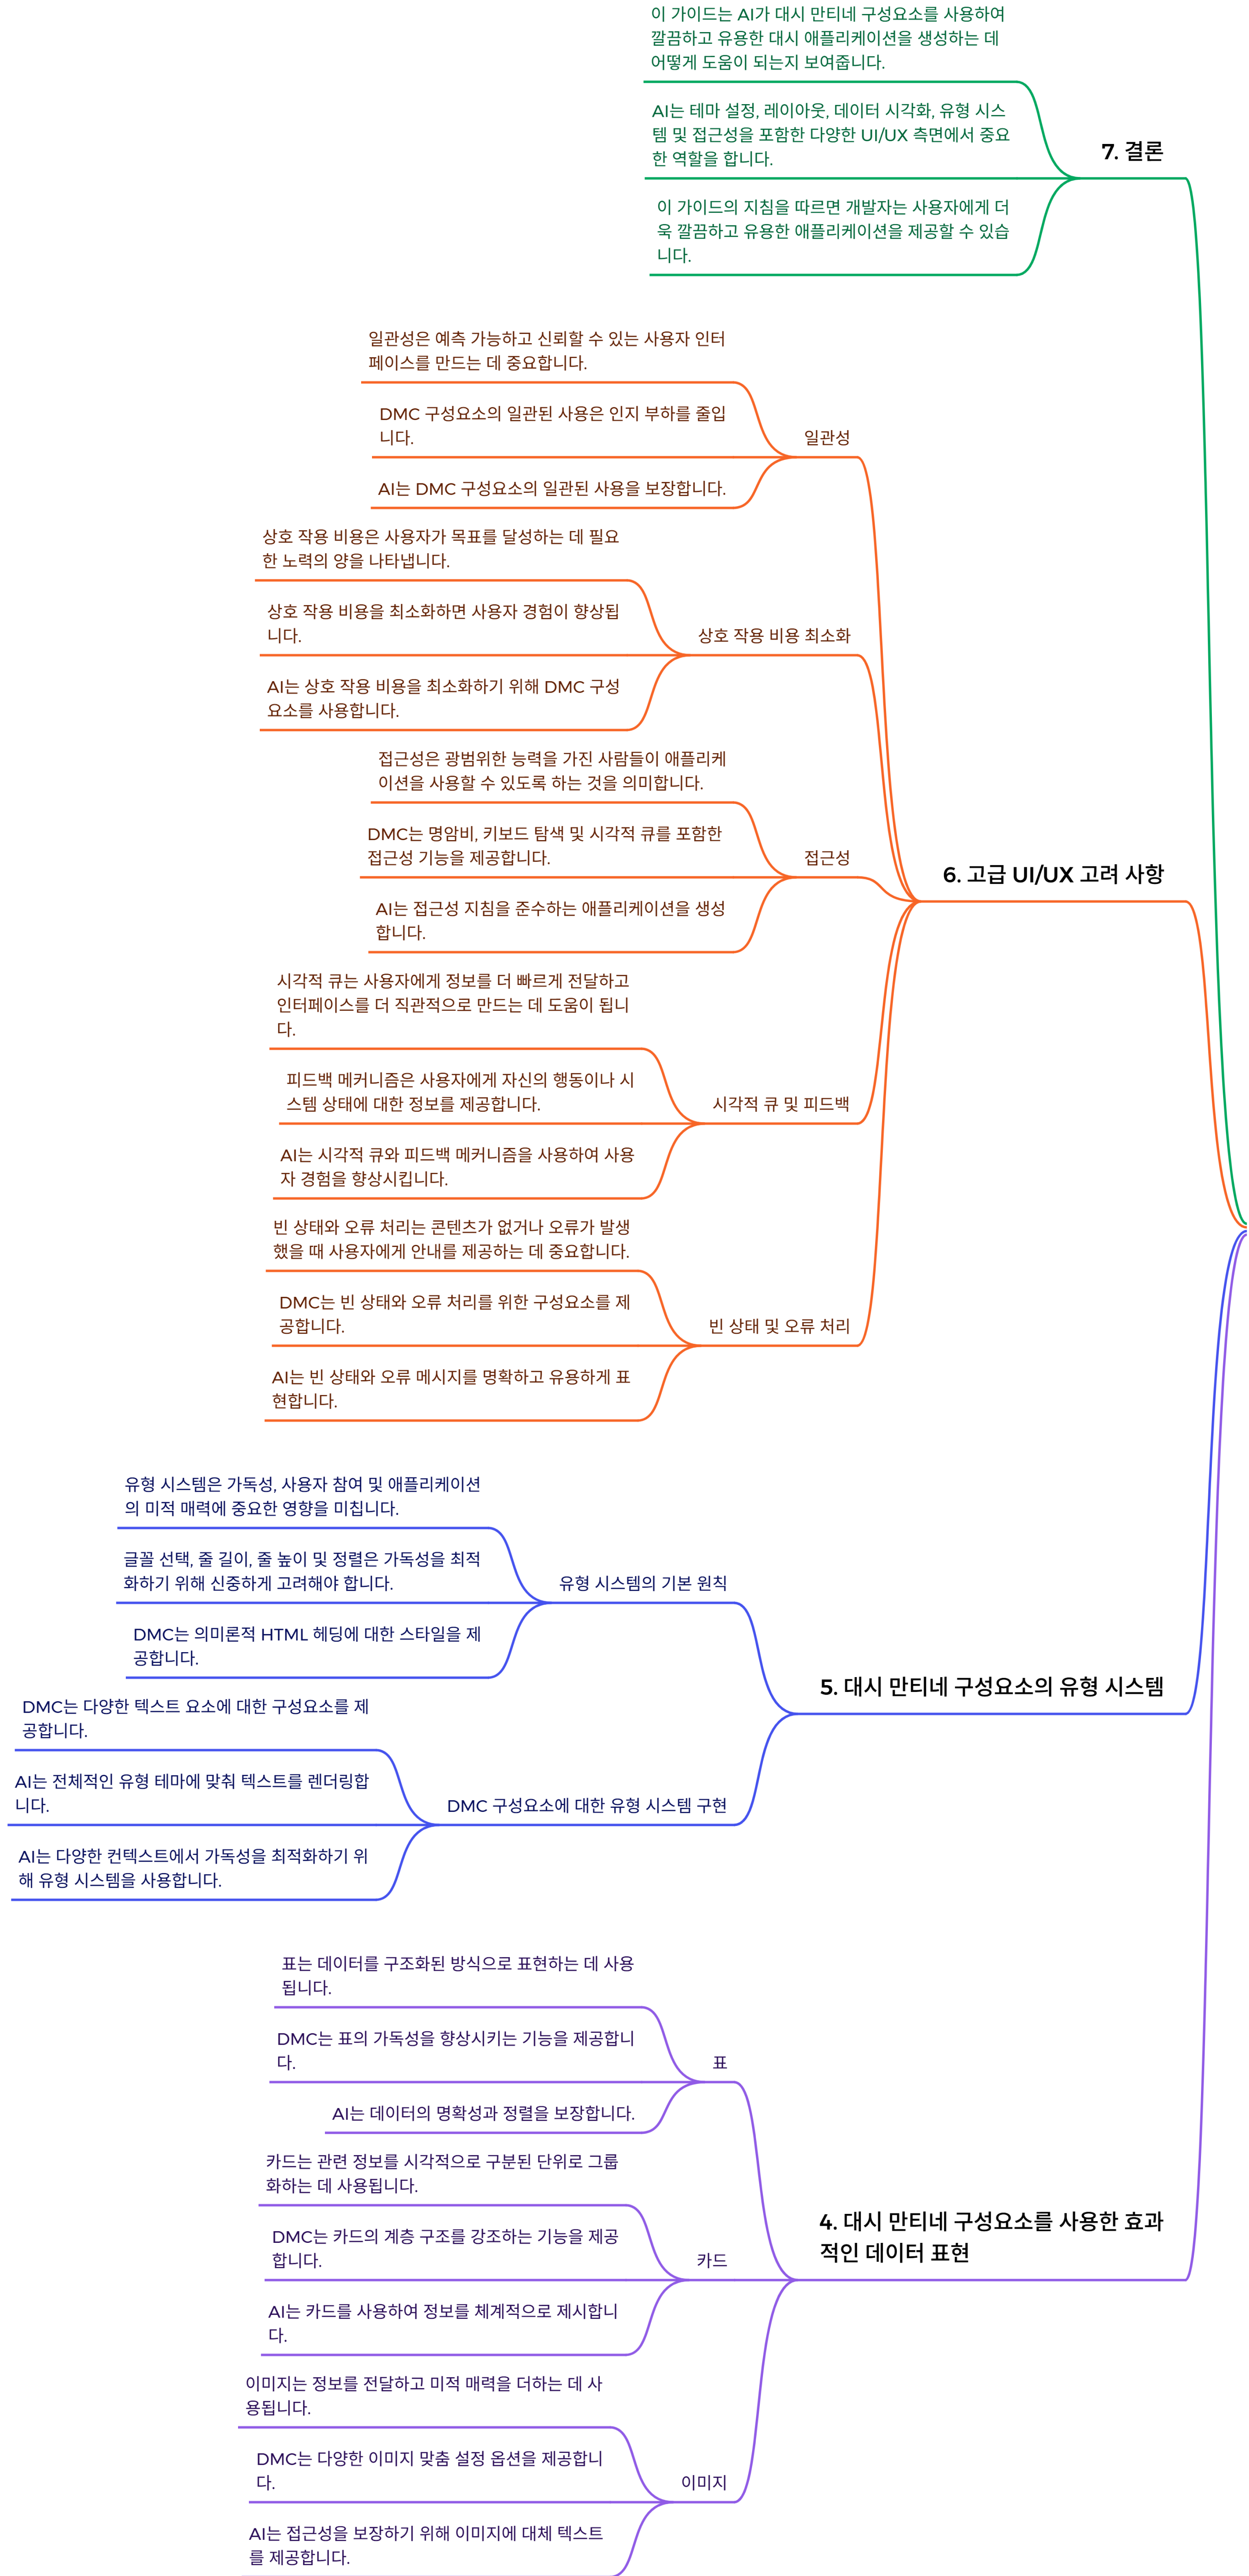 이 가이드는 AI가 대시 만티네 구성요소를 사용하여
깔끔하고 유용한 대시 애플리케이션을 생성하는 데
어떻게 도움이 되는지 보여줍니다.
AI는 테마 설정, 레이아웃, 데이터 시각화, 유형 시스
템 및 접근성을 포함한 다양한 UI/UX 측면에서 중요
한 역할을 합니다.
7. 결론
이 가이드의 지침을 따르면 개발자는 사용자에게 더
욱 깔끔하고 유용한 애플리케이션을 제공할 수 있습
니다.
일관성은 예측 가능하고 신뢰할 수 있는 사용자 인터
페이스를 만드는 데 중요합니다.
DMC 구성요소의 일관된 사용은 인지 부하를 줄입
니다.
일관성
AI는 DMC 구성요소의 일관된 사용을 보장합니다.
상호 작용 비용은 사용자가 목표를 달성하는 데 필요
한 노력의 양을 나타냅니다.
상호 작용 비용을 최소화하면 사용자 경험이 향상됩
니다.
상호 작용 비용 최소화
AI는 상호 작용 비용을 최소화하기 위해 DMC 구성
요소를 사용합니다.
접근성은 광범위한 능력을 가진 사람들이 애플리케
이션을 사용할 수 있도록 하는 것을 의미합니다.
DMC는 명암비, 키보드 탐색 및 시각적 큐를 포함한
접근성 기능을 제공합니다.
접근성
6. 고급 UI/UX 고려 사항
AI는 접근성 지침을 준수하는 애플리케이션을 생성
합니다.
시각적 큐는 사용자에게 정보를 더 빠르게 전달하고
인터페이스를 더 직관적으로 만드는 데 도움이 됩니
다.
피드백 메커니즘은 사용자에게 자신의 행동이나 시
스템 상태에 대한 정보를 제공합니다.
시각적 큐 및 피드백
AI는 시각적 큐와 피드백 메커니즘을 사용하여 사용
자 경험을 향상시킵니다.
빈 상태와 오류 처리는 콘텐츠가 없거나 오류가 발생
했을 때 사용자에게 안내를 제공하는 데 중요합니다.
DMC는 빈 상태와 오류 처리를 위한 구성요소를 제
공합니다.
빈 상태 및 오류 처리
AI는 빈 상태와 오류 메시지를 명확하고 유용하게 표
현합니다.
유형 시스템은 가독성, 사용자 참여 및 애플리케이션
의 미적 매력에 중요한 영향을 미칩니다.
글꼴 선택, 줄 길이, 줄 높이 및 정렬은 가독성을 최적
화하기 위해 신중하게 고려해야 합니다.
유형 시스템의 기본 원칙
DMC는 의미론적 HTML 헤딩에 대한 스타일을 제
공합니다.
5. 대시 만티네 구성요소의 유형 시스템
DMC는 다양한 텍스트 요소에 대한 구성요소를 제
공합니다.
AI는 전체적인 유형 테마에 맞춰 텍스트를 렌더링합
니다.
DMC 구성요소에 대한 유형 시스템 구현
AI는 다양한 컨텍스트에서 가독성을 최적화하기 위
해 유형 시스템을 사용합니다.
표는 데이터를 구조화된 방식으로 표현하는 데 사용
됩니다.
DMC는 표의 가독성을 향상시키는 기능을 제공합니
다.
표
AI는 데이터의 명확성과 정렬을 보장합니다.
카드는 관련 정보를 시각적으로 구분된 단위로 그룹
화하는 데 사용됩니다.
DMC는 카드의 계층 구조를 강조하는 기능을 제공
합니다.
카드
4. 대시 만티네 구성요소를 사용한 효과
적인 데이터 표현
AI는 카드를 사용하여 정보를 체계적으로 제시합니
다.
이미지는 정보를 전달하고 미적 매력을 더하는 데 사
용됩니다.
DMC는 다양한 이미지 맞춤 설정 옵션을 제공합니
다.
이미지
AI는 접근성을 보장하기 위해 이미지에 대체 텍스트
를 제공합니다.